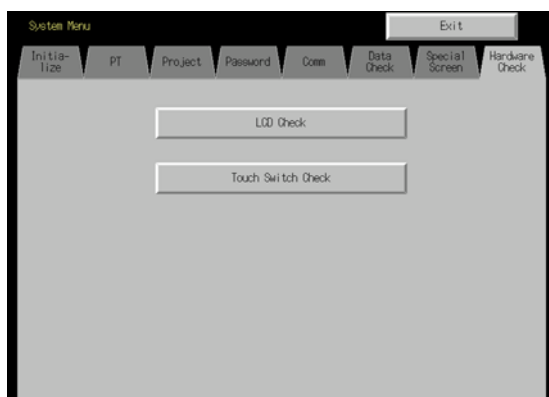 System Menu
Exit
Initia-
lize
PT
Project
Password
Comm
Data
Check
Special
Screen
Hardware
Check
LCD Check
Touch Switch Check